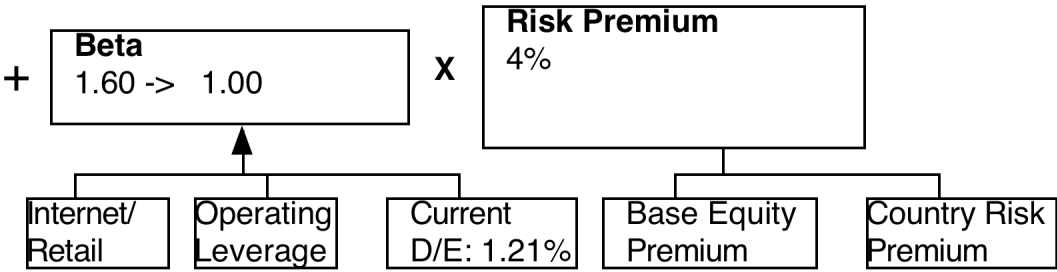 +
Beta
1.60 -> 1.00
X
Risk Premium
4%
Internet/
Retail
Operating
Leverage
Current
D/E: 1.21%
Base Equity
Premium
Country Risk
Premium